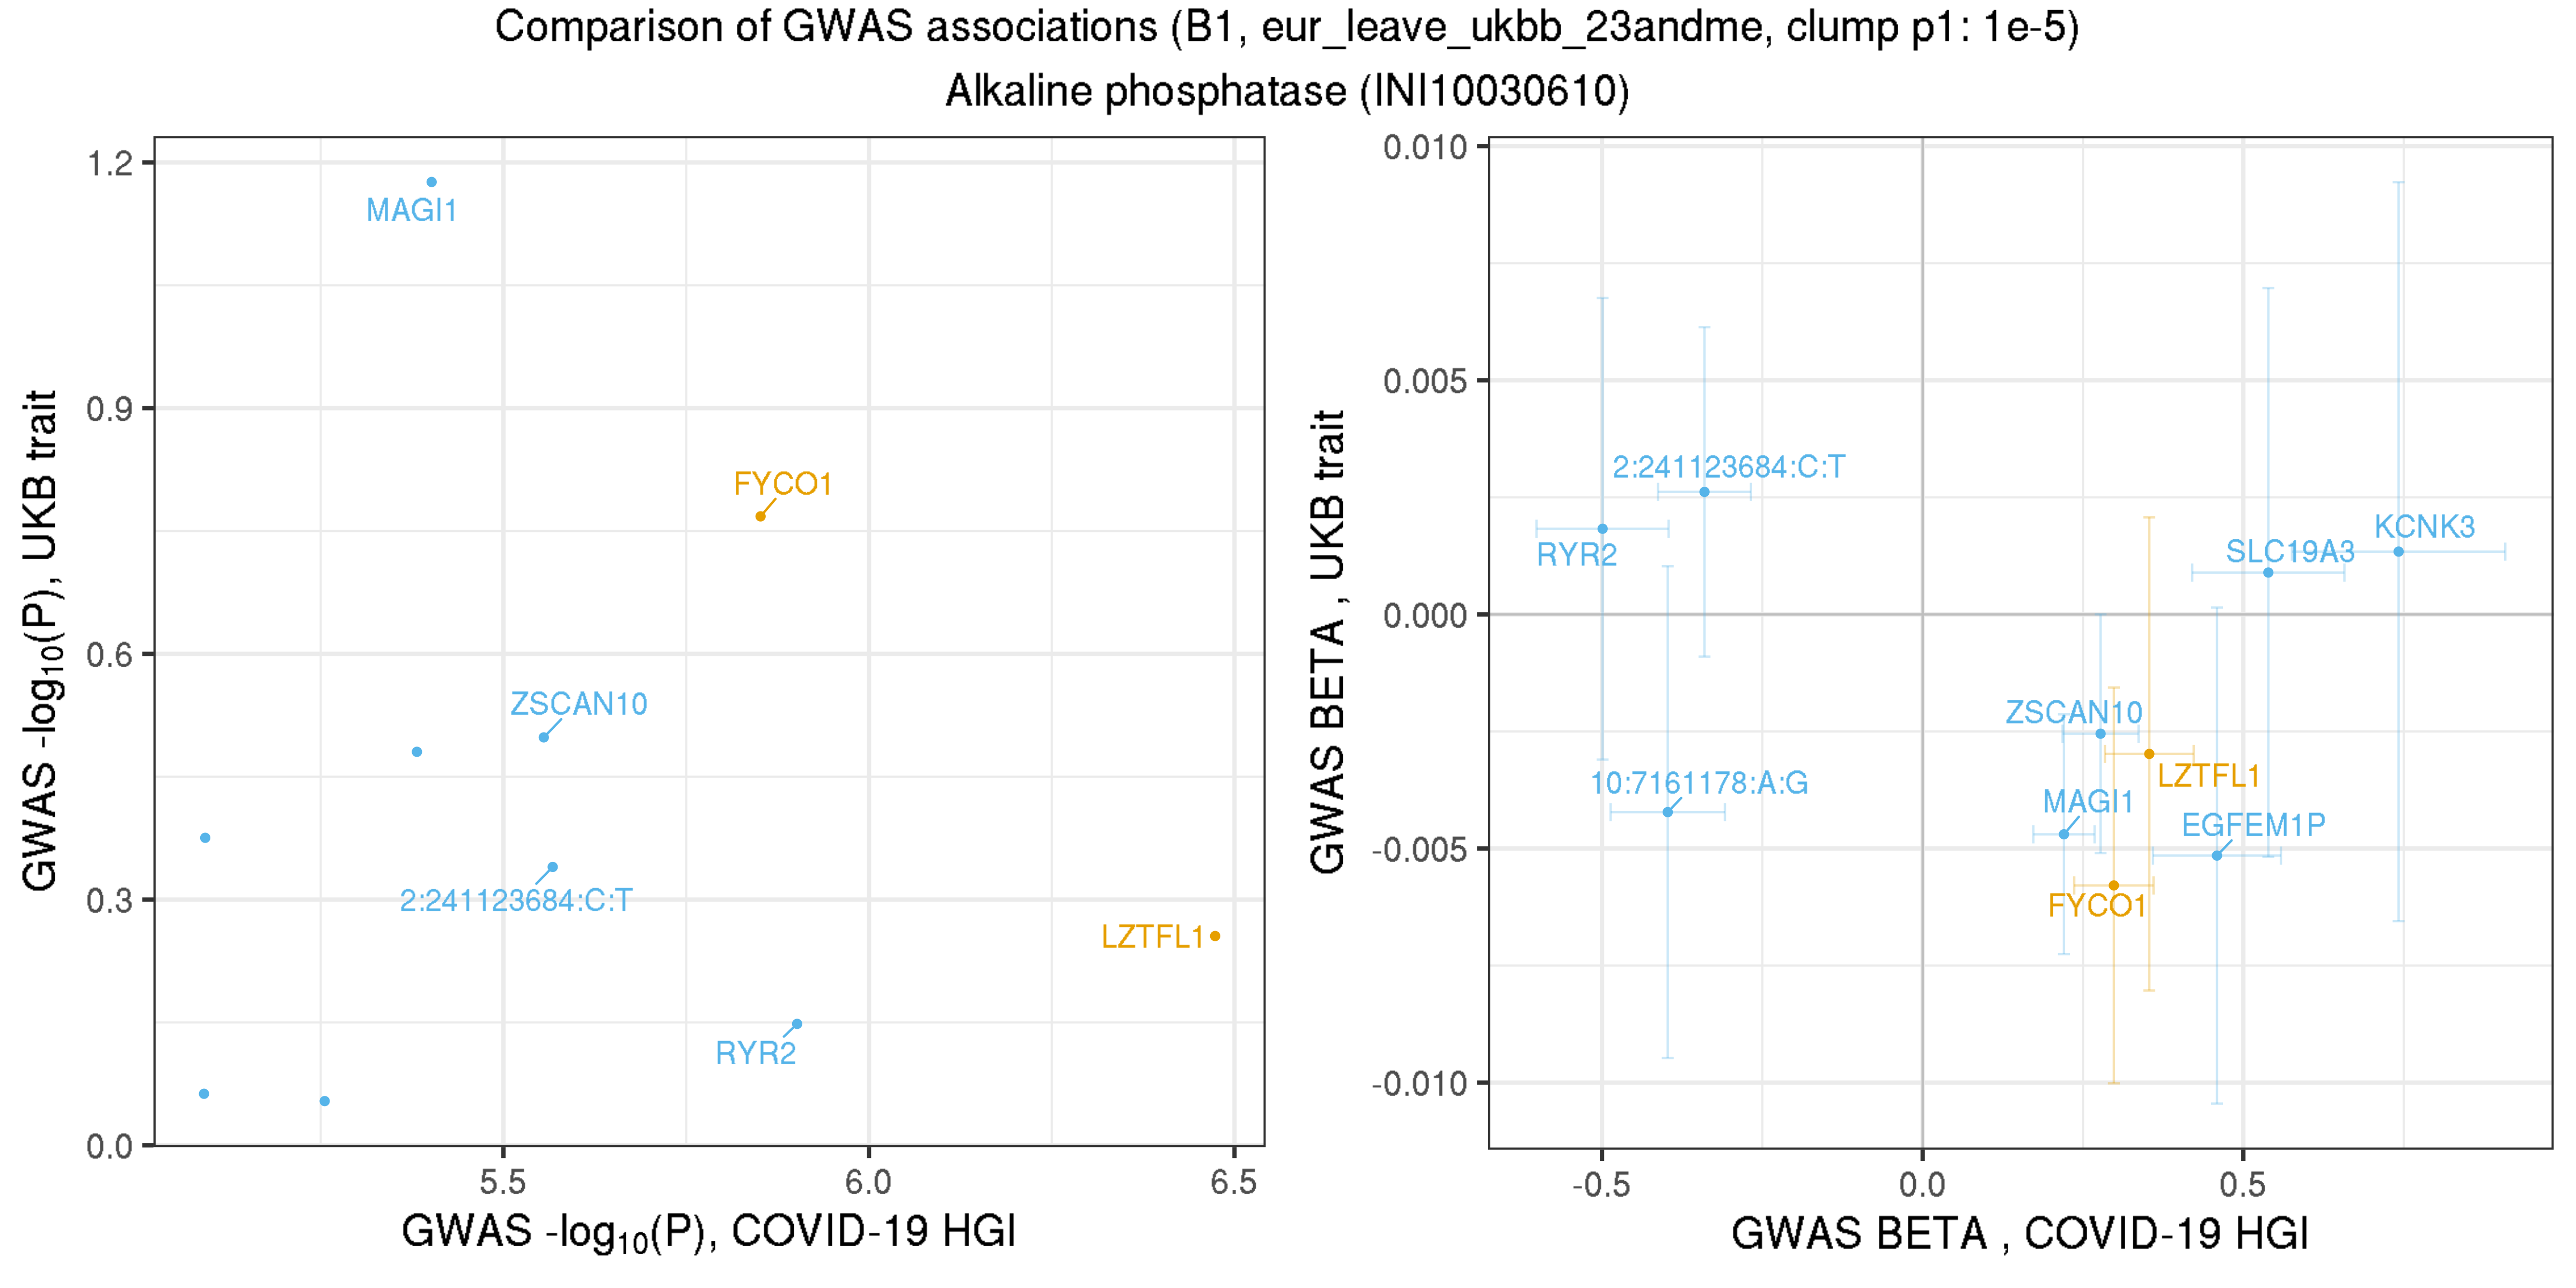 Comparison of GWAS associations (B1, eur_leave_ukbb_23andme, clump p1: 1e-5)
Alkaline phosphatase (INI10030610)
GWAS -log10(P), UKB trait
1.2
0.9
0.6
0.3
0.0
MAGI1
FYCO1
ZSCAN10
2:241123684:C:T
LZTFL1
RYR2
5.5
6.0
6.5
GWAS -log10(P), COVID-19 HGI
GWAS BETA , UKB trait
0.010
0.005
0.000
-0.005
-0.010
2:241123684:C:T
RYR2
KCNK3
SLC19A3
ZSCAN10
LZTFL1
10:7161178:A:G
MAGI1
EGFEM1P
FYCO1
-0.5
0.0
0.5
GWAS BETA , COVID-19 HGI